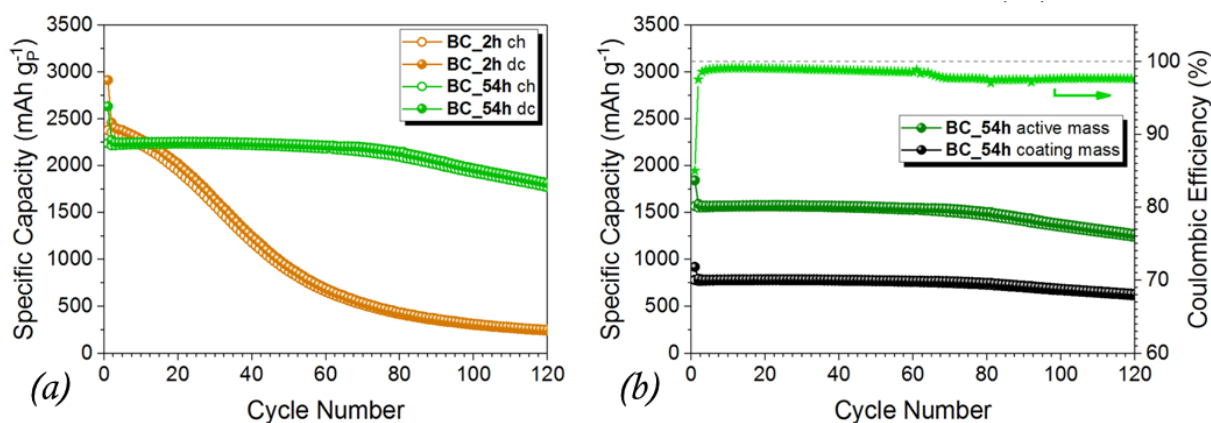 3500
3000
2500
2000
1500
1000
500
0
Specific Capacity (mAh gP-1)
BC_2h ch
BC_2h dc
BC_54h ch
BC_54h dc
0 20 40 60 80 100 120
(a)
Cycle Number
3500
3000
2500
2000
1500
1000
500
0
Specific Capacity (mAh g-1)
BC_54h active mass
BC_54h coating mass
100
90
80
70
60
Coulombic Efficiency (%)
0 20 40 60 80 100 120
(b)
Cycle Number